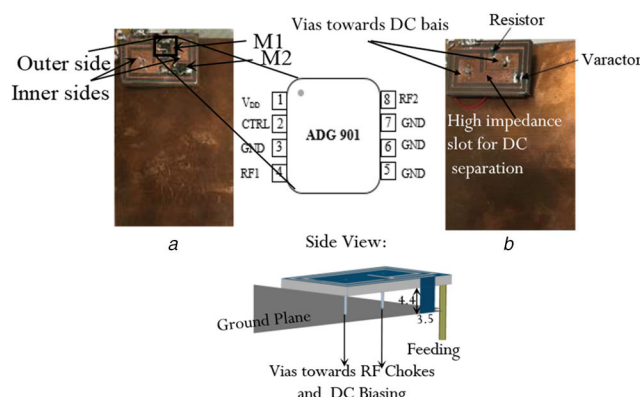 Outer side
Inner sides
M1
M2
Vias towards DC bais
Resistor
Varactor
High impedance
slot for DC
separation
VDD 1
CTRL 2
GND 3
RF1 4
ADG 901
8 RF2
7 GND
6 GND
5 GND
a
b
Side View:
Ground Plane
4.4
3.5
Feeding
Vias towards RF Chokes
and DC Biasing